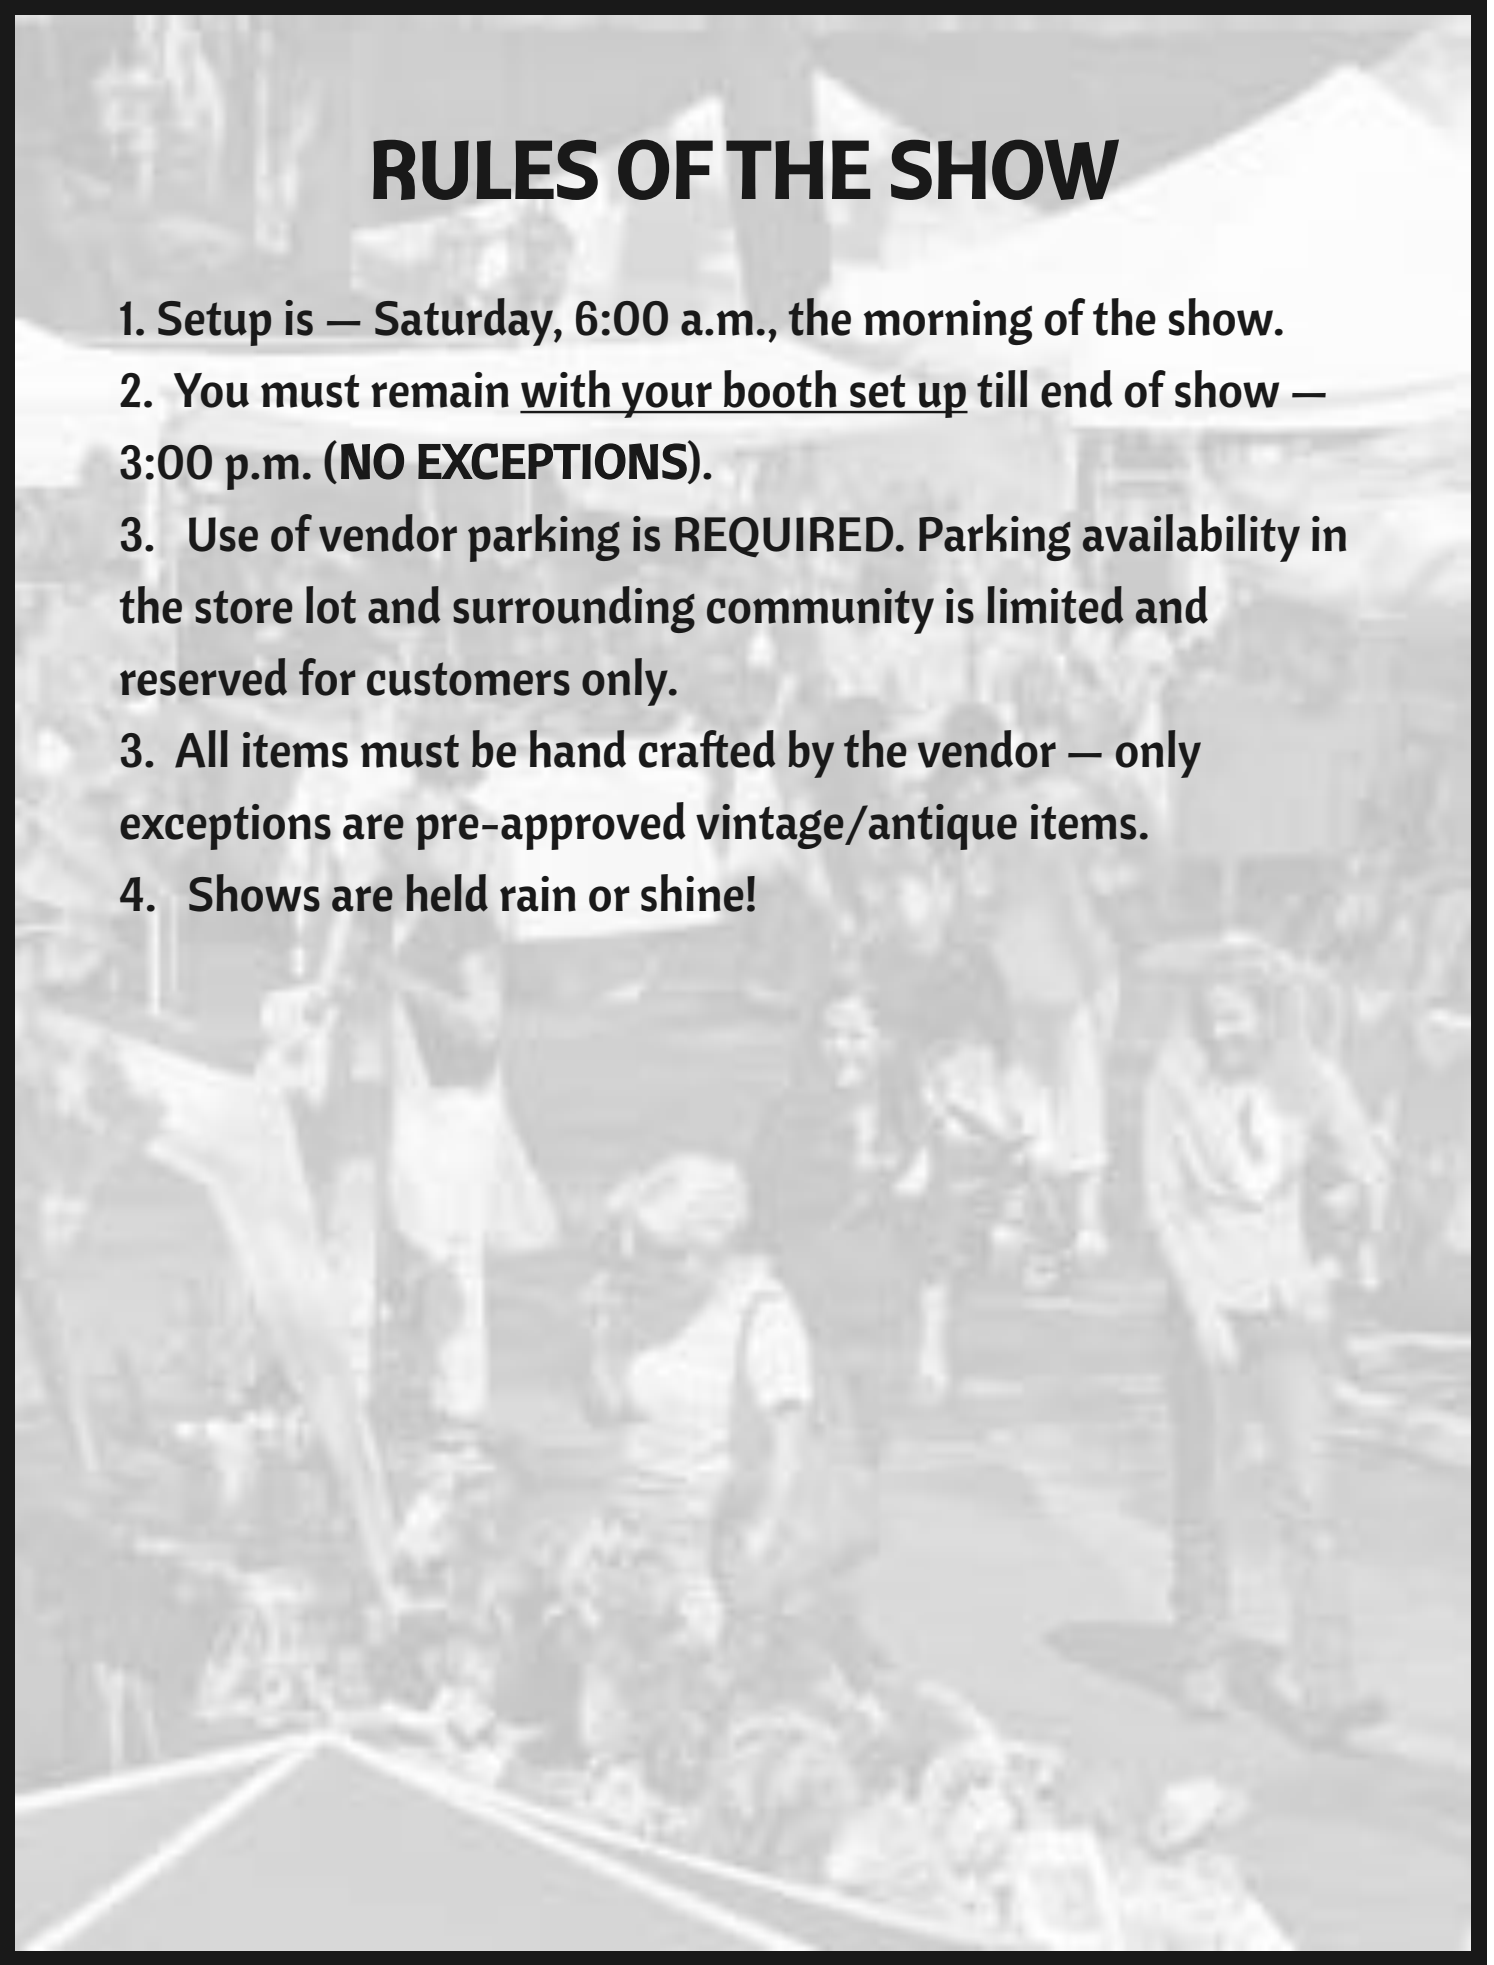 RULES OF THE SHOW
1. Setup is — Saturday, 6:00 a.m., the morning of the show.
2. You must remain with your booth set up till end of show —
3:00 p.m. (NO EXCEPTIONS).
3. Use of vendor parking is REQUIRED. Parking availability in
the store lot and surrounding community is limited and
reserved for customers only.
3. All items must be hand crafted by the vendor — only
exceptions are pre-approved vintage/antique items.
4. Shows are held rain or shine!